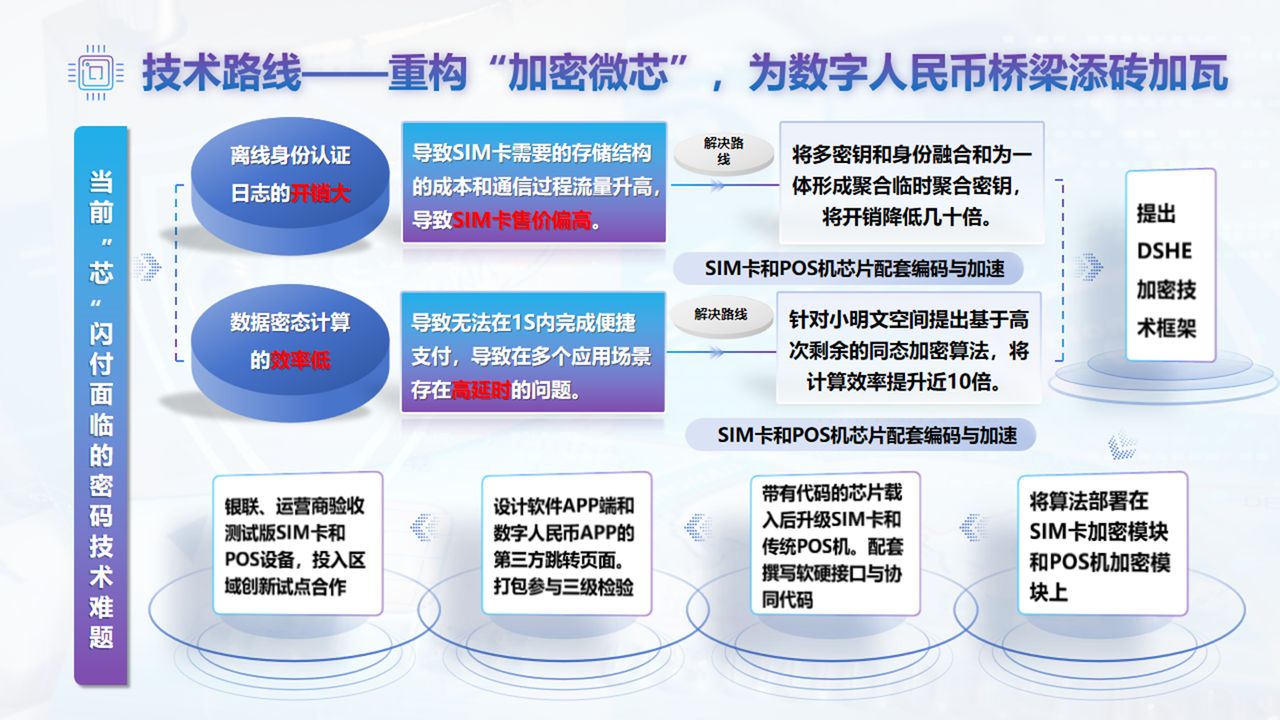 技术路线——重构“加密微芯”，为数字人民币桥梁添砖加瓦
当前“芯“闪付面临的密码技术难题
离线身份认证
日志的开销大
导致SIM卡需要的存储结构
的成本和通信过程流量升高，
导致SIM卡售价偏高。
解决路
线
将多密钥和身份融合和为一
体形成聚合临时聚合密钥，
将开销降低几十倍。
SIM卡和POS机芯片配套编码与加速
数据密态计算
的效率低
导致无法在1S内完成便捷
支付，导致在多个应用场景
存在高延时的问题。
解决路线
针对小明文空间提出基于高
次剩余的同态加密算法，将
计算效率提升近10倍。
SIM卡和POS机芯片配套编码与加速
提出
DSHE
加密技
术框架
将算法部署在
SIM卡加密模块
和POS机加密模
块上
带有代码的芯片载
入后升级SIM卡和
传统POS机。配套
撰写软硬接口与协
同代码
设计软件APP端和
数字人民币APP的
第三方跳转页面。
打包参与三级检验
银联、运营商验收
测试版SIM卡和
POS设备，投入区
域创新试点合作